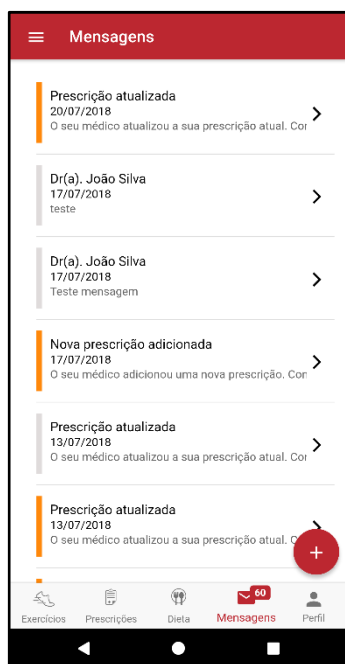 Mensagens
Prescrição atualizada
20/07/2018
O seu médico atualizou a sua prescrição atual. Cor
Dr(a). João Silva
17/07/2018
teste
Dr(a). João Silva
17/07/2018
Teste mensagem
Nova prescrição adicionada
17/07/2018
O seu médico adicionou uma nova prescrição. Con
Prescrição atualizada
13/07/2018
O seu médico atualizou a sua prescrição atual. Cor
Prescrição atualizada
13/07/2018
O seu médico atualizou a sua prescrição atual. C
+
60
Exercícios Prescrições Dieta Mensagens Perfil